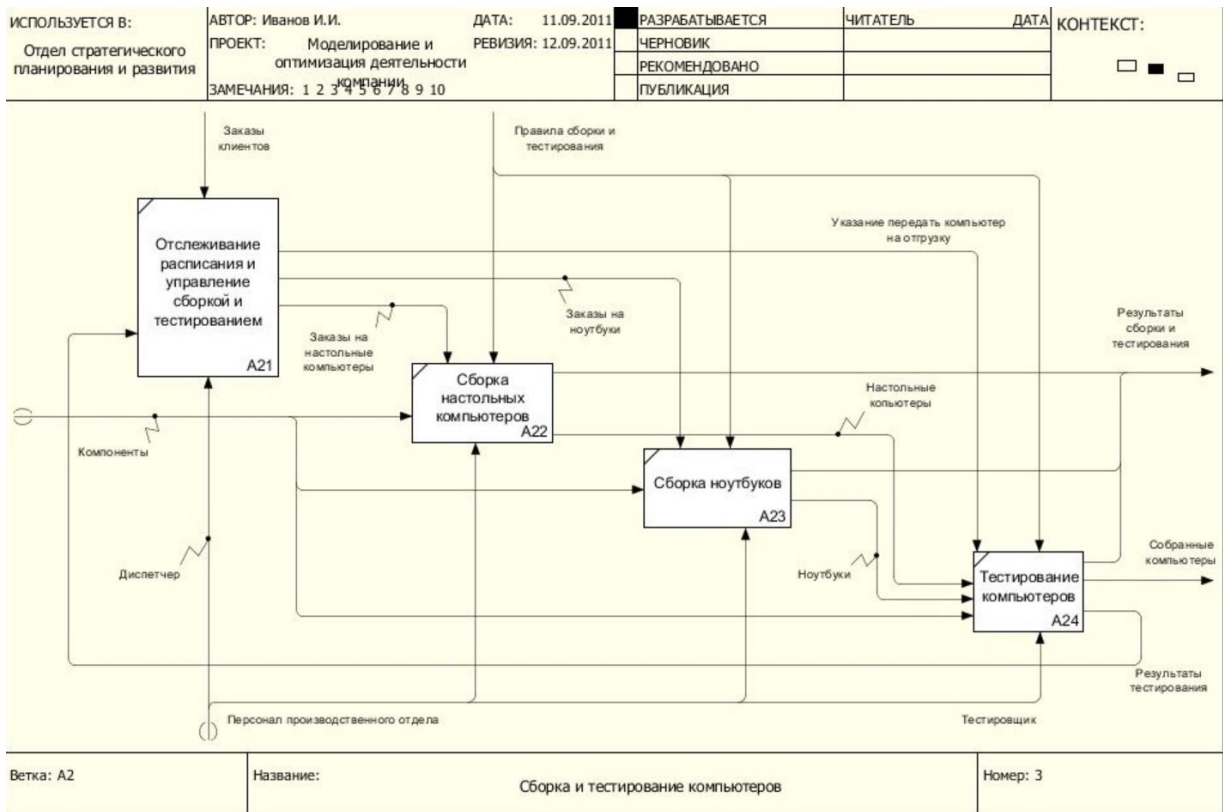 ИСПОЛЬЗУЕТСЯ В:
Отдел стратегического
планирования и развития
АВТОР: Иванов И.И.
ДАТА: 11.09.2011
ПРОЕКТ: Моделирование и
оптимизация деятельности
компании
РЕВИЗИЯ: 12.09.2011
ЗАМЕЧАНИЯ: 1 2 3 4 5 6 7 8 9 10
РАЗРАБАТЫВАЕТСЯ
ЧЕРНОВИК
РЕКОМЕНДОВАНО
ПУБЛИКАЦИЯ
ЧИТАТЕЛЬ
ДАТА
КОНТЕКСТ:
Заказы
клиентов
Правила сборки и
тестирования
Отслеживание
расписания и
управление
сборкой и
тестированием
A21
Указание передать компьютер
на отгрузку
Заказы на
настольные
компьютеры
Заказы на
ноутбуки
Результаты
сборки и
тестирования
Сборка
настольных
компьютеров
A22
Настольные
копьютеры
Компоненты
Сборка ноутбуков
A23
Диспетчер
Ноутбуки
Собранные
компьютеры
Тестирование
компьютеров
A24
Результаты
тестирования
Персонал производственного отдела
Тестировщик
Ветка: A2
Название:
Сборка и тестирование компьютеров
Номер: 3